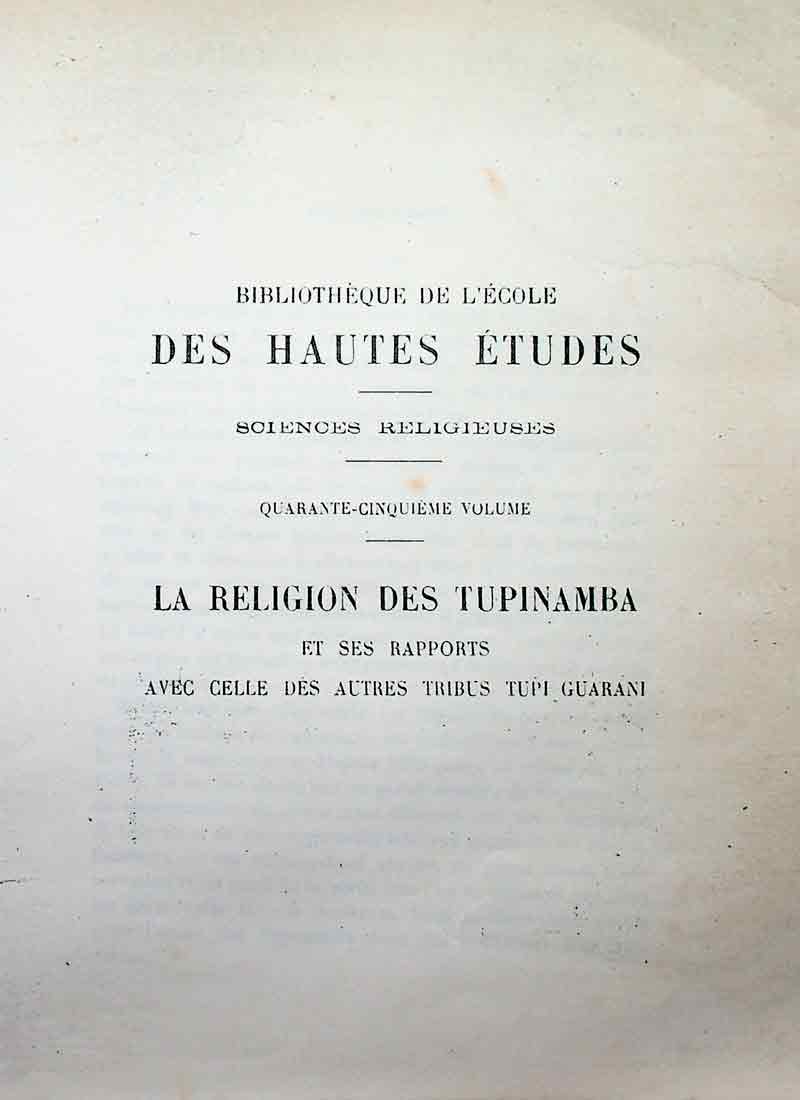 BIBLIOTHÈQUE DE L'ÉCOLE
DES HAUTES ÉTUDES
SCIENCES RELIGIEUSES
QUARANTE-CINQUIÈME VOLUME
LA RELIGION DES TUPINAMBA
ET SES RAPPORTS
AVEC CELLE DES AUTRES TRIBUS TUPI GUARANI